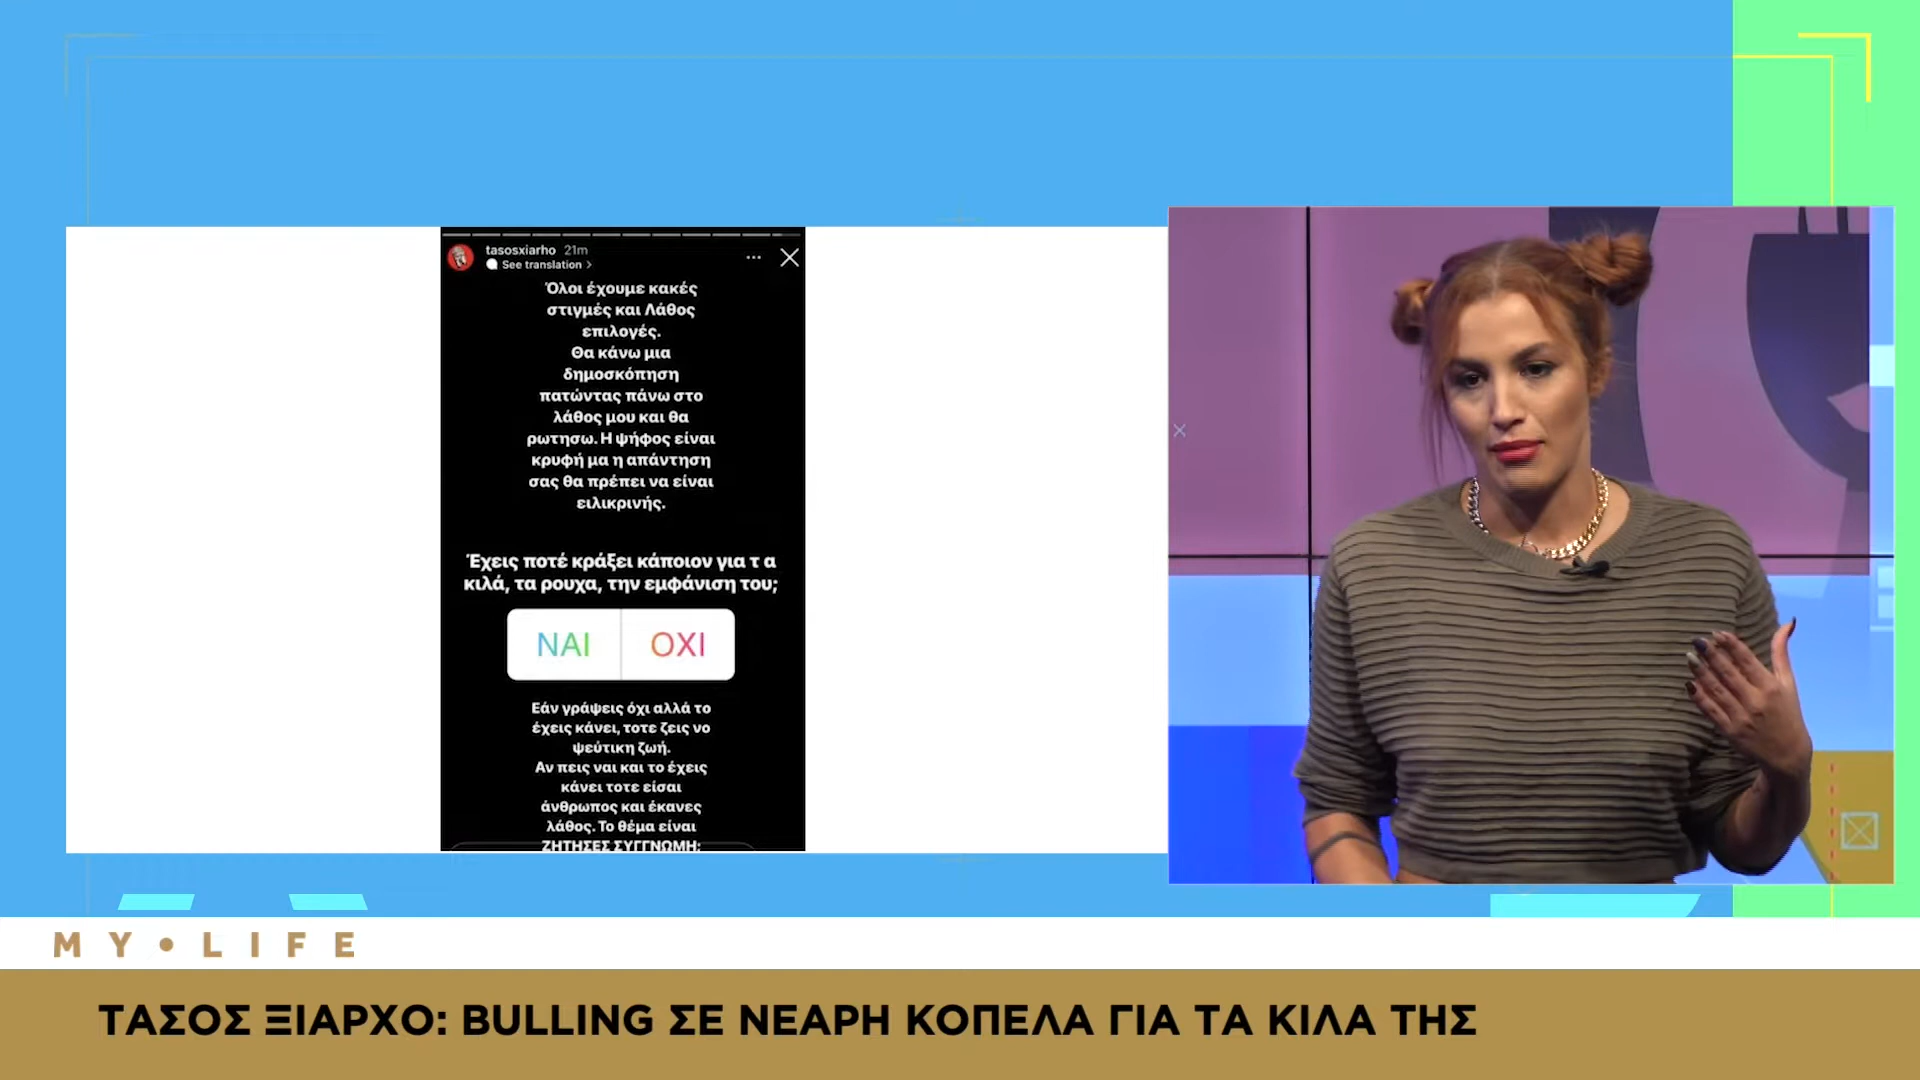 tasosxiarho 21m
See translation >
Όλοι έχουμε κακές
στιγμές και Λάθος
επιλογές.
Θα κάνω μια
δημοσκόπηση
πατώντας πάνω στο
λάθος μου και θα
ρωτησω. Η ψήφος είναι
κρυφή μα η απάντηση
σας θα πρέπει να είναι
ειλικρινής.
Έχεις ποτέ κράξει κάποιον για τ α
κιλά, τα ρουχα, την εμφάνιση του;
ΝΑΙ ΟΧΙ
Εάν γράψεις όχι αλλά το
έχεις κάνει, τοτε ζεις νο
ψεύτικη ζωή.
Αν πεις ναι και το έχεις
κάνει τοτε είσαι
άνθρωπος και έκανες
λάθος. Το θέμα είναι
ΖΗΤΗΣΕΣ ΣΥΓΓΝΩΜΗ;
MY • LIFE
ΤΑΣΟΣ ΞΙΑΡΧΟ: BULLING ΣΕ ΝΕΑΡΗ ΚΟΠΕΛΑ ΓΙΑ ΤΑ ΚΙΛΑ ΤΗΣ